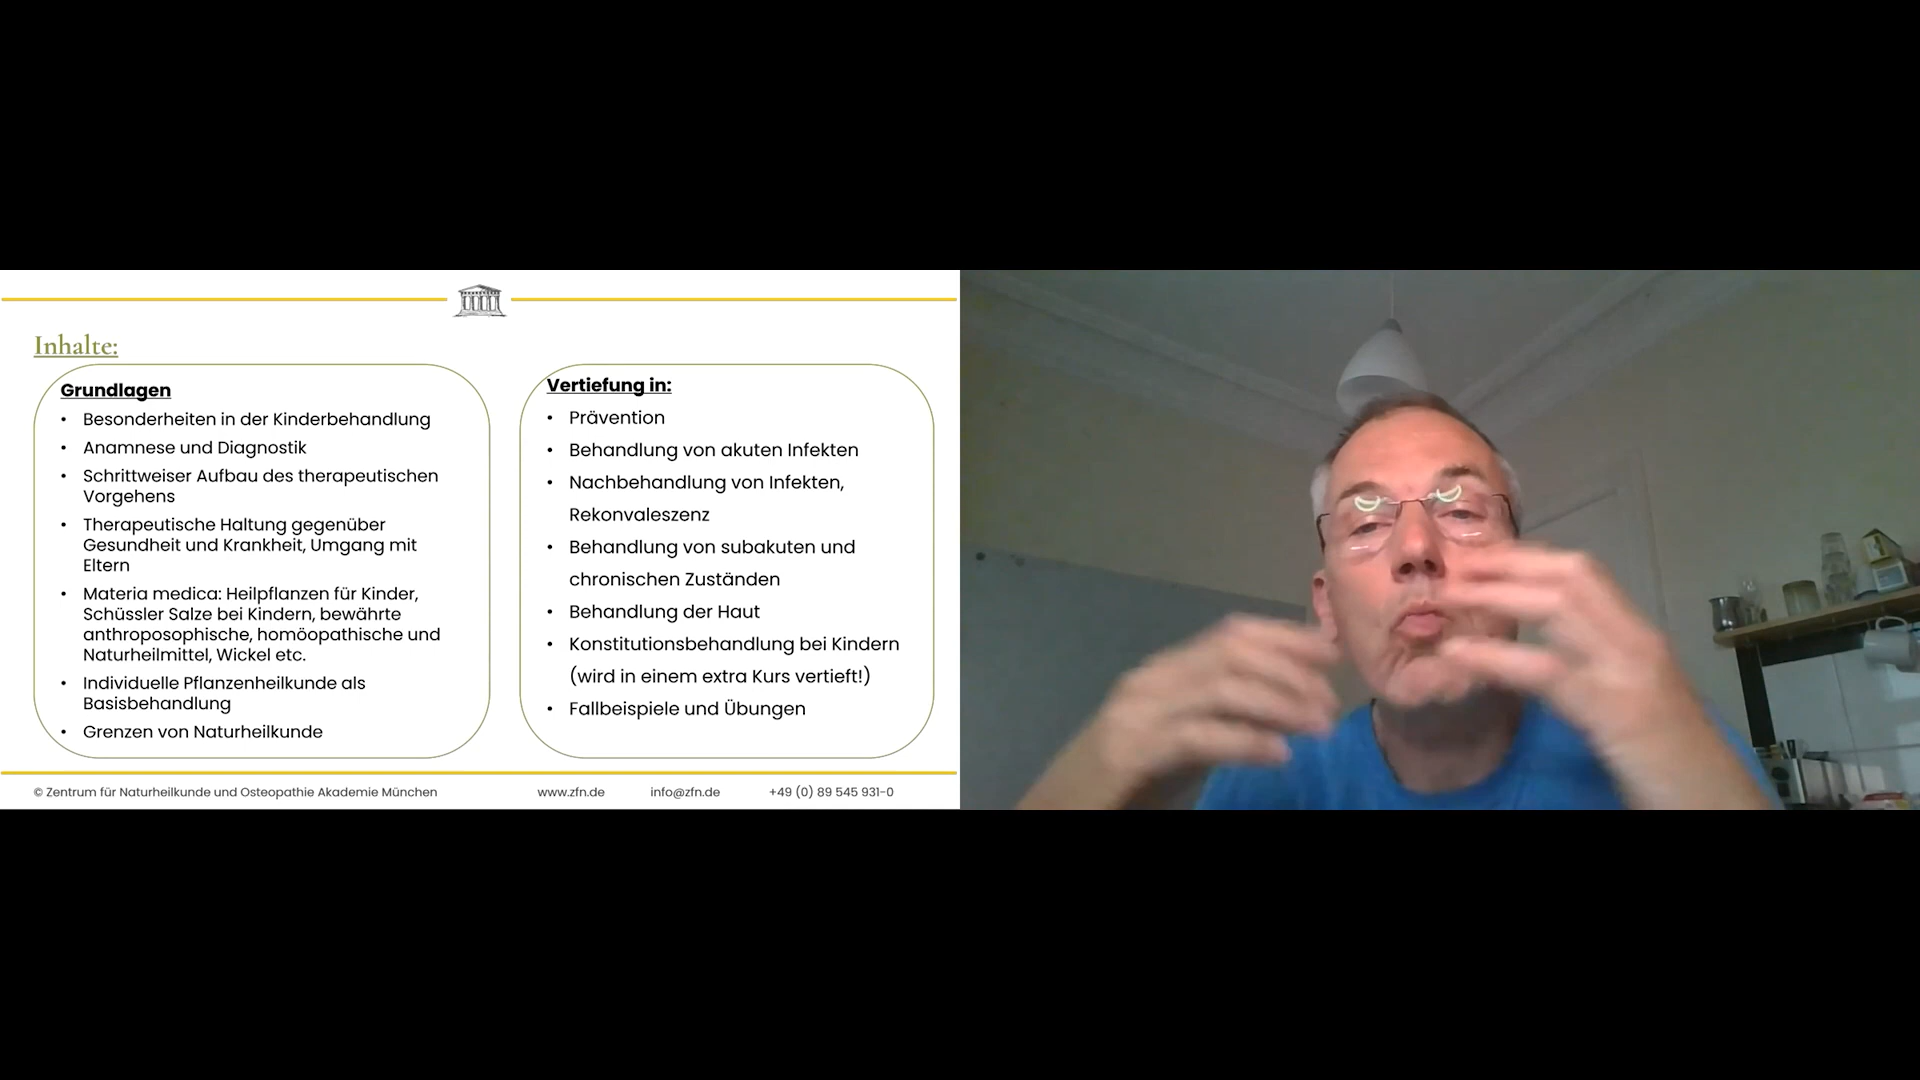 Inhalte:
Grundlagen
• Besonderheiten in der Kinderbehandlung
• Anamnese und Diagnostik
• Schrittweiser Aufbau des therapeutischen
Vorgehens
• Therapeutische Haltung gegenüber
Gesundheit und Krankheit, Umgang mit
Eltern
• Materia medica: Heilpflanzen für Kinder,
Schüssler Salze bei Kindern, bewährte
anthroposophische, homöopathische und
Naturheilmittel, Wickel etc.
• Individuelle Pflanzenheilkunde als
Basisbehandlung
• Grenzen von Naturheilkunde
Vertiefung in:
• Prävention
• Behandlung von akuten Infekten
• Nachbehandlung von Infekten,
Rekonvaleszenz
• Behandlung von subakuten und
chronischen Zuständen
• Behandlung der Haut
• Konstitutionsbehandlung bei Kindern
(wird in einem extra Kurs vertieft!)
• Fallbeispiele und Übungen
© Zentrum für Naturheilkunde und Osteopathie Akademie München www.zfn.de info@zfn.de +49 (0) 89 545 931-0